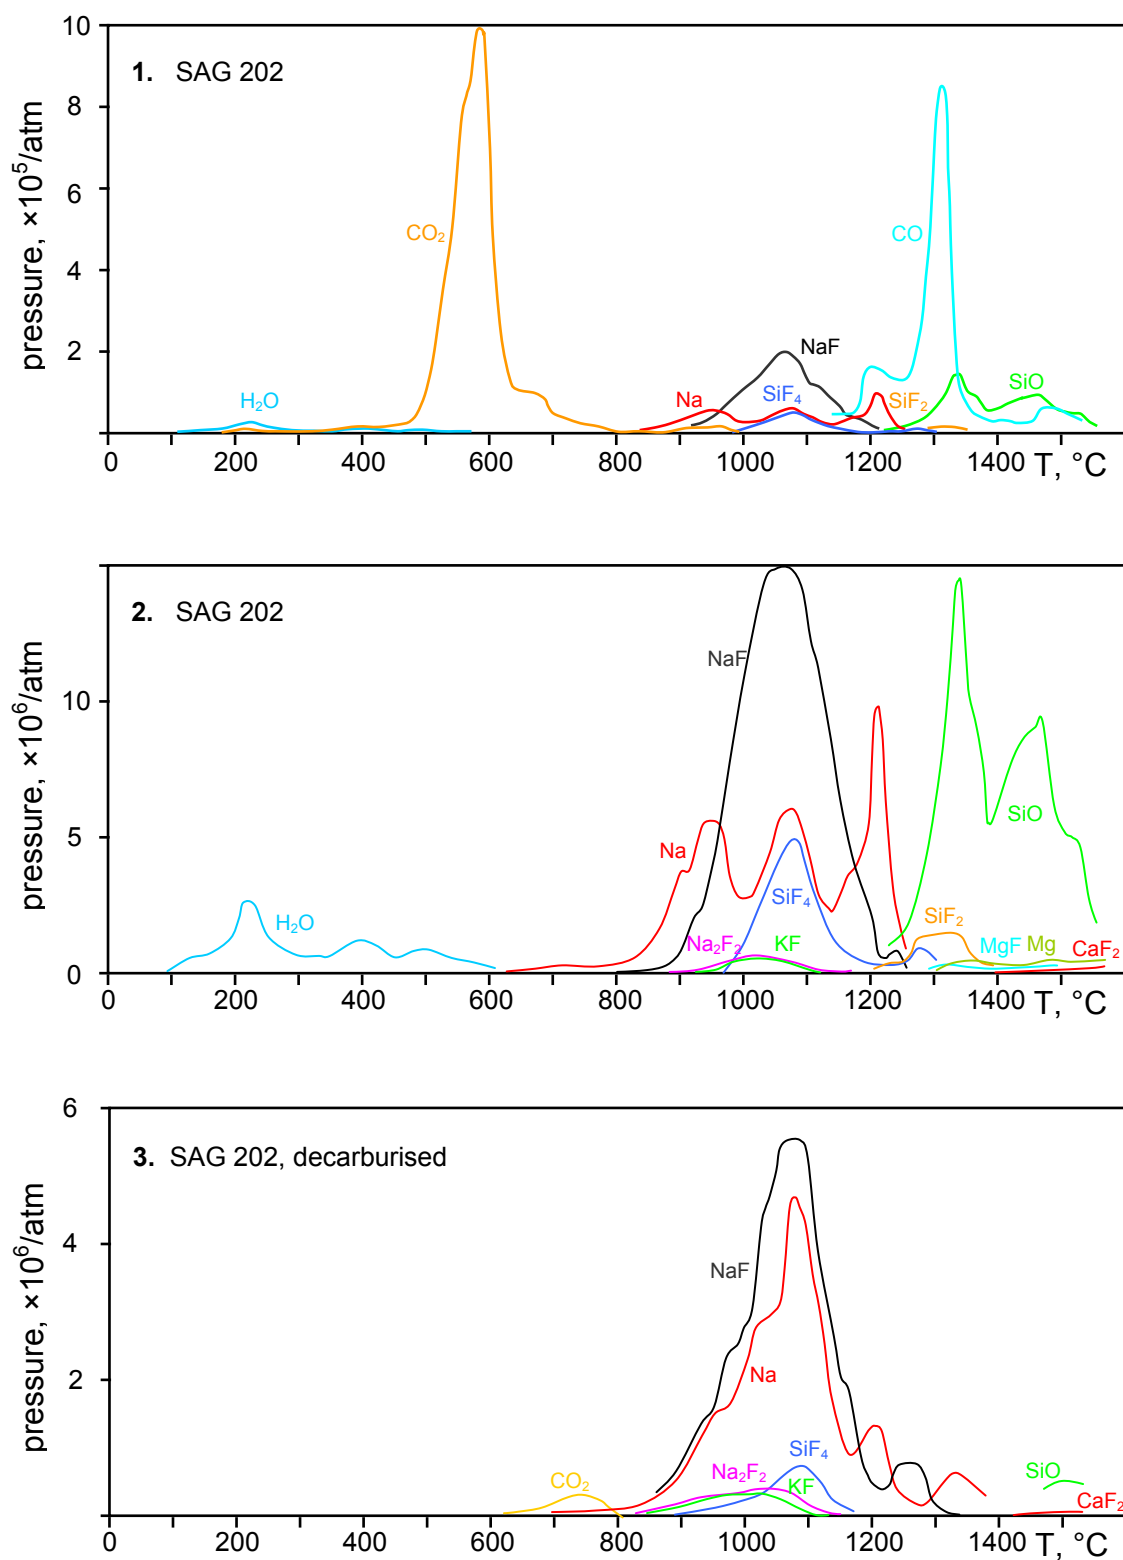 10
1. SAG 202
8
pressure, ×10⁵/atm
6
CO₂
CO
4
2
NaF
SiO
H₂O
Na
SiF₄
SiF₂
0 200 400 600 800 1000 1200 1400 T, °C
2. SAG 202
NaF
10
pressure, ×10⁶/atm
SiO
5
Na
SiF₄
H₂O
SiF₂
Na₂F₂
KF
MgF
Mg
CaF₂
0
0 200 400 600 800 1000 1200 1400 T, °C
6
3. SAG 202, decarburised
pressure, ×10⁶/atm
4
NaF
2
Na
SiF₄
Na₂F₂
KF
CO₂
SiO
CaF₂
0 200 400 600 800 1000 1200 1400 T, °C